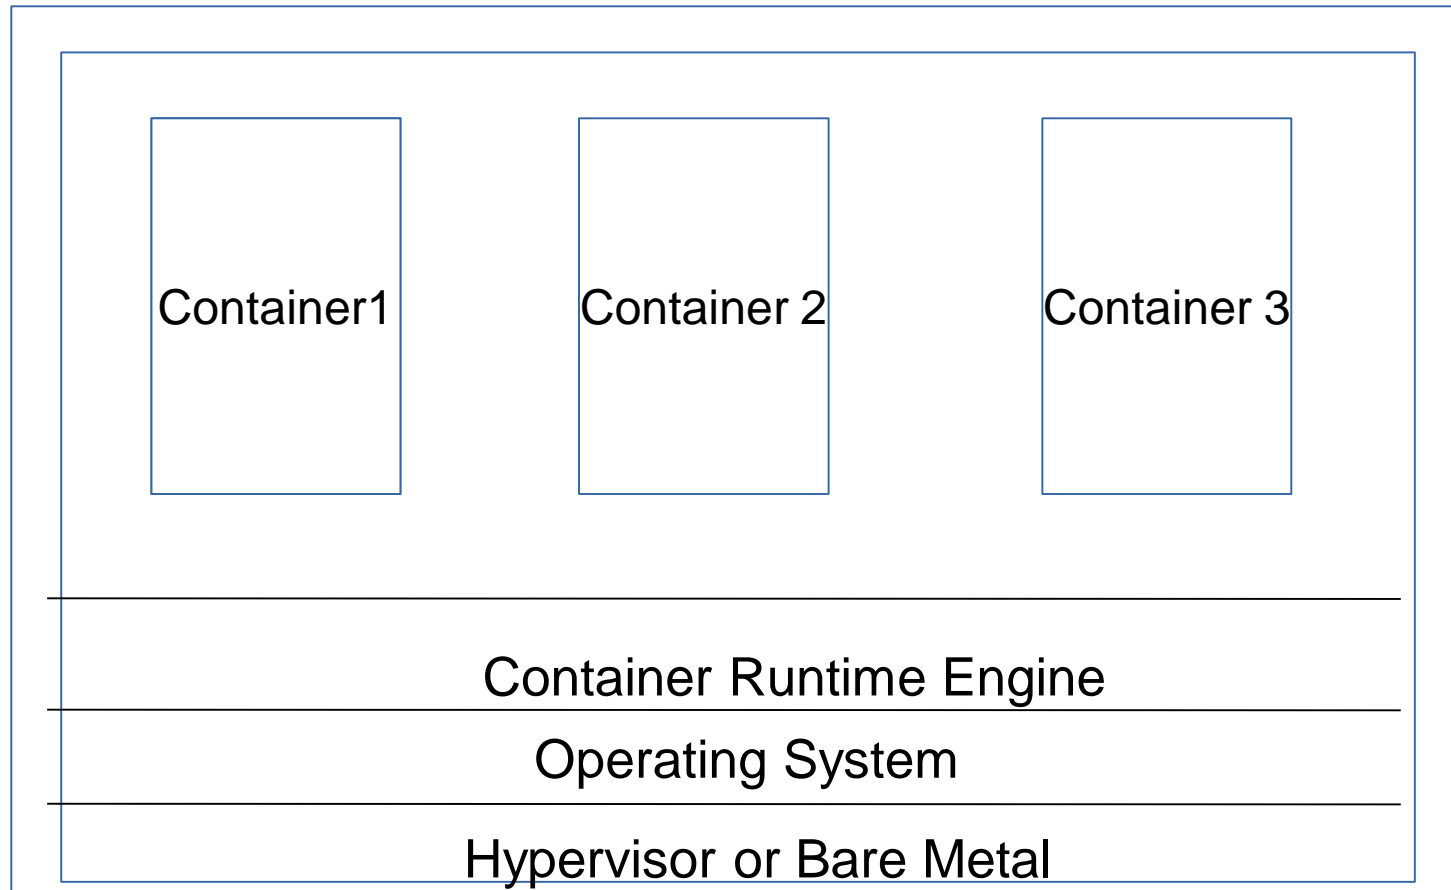 Container1
Container 2
Container 3
Container Runtime Engine
Operating System
Hypervisor or Bare Metal